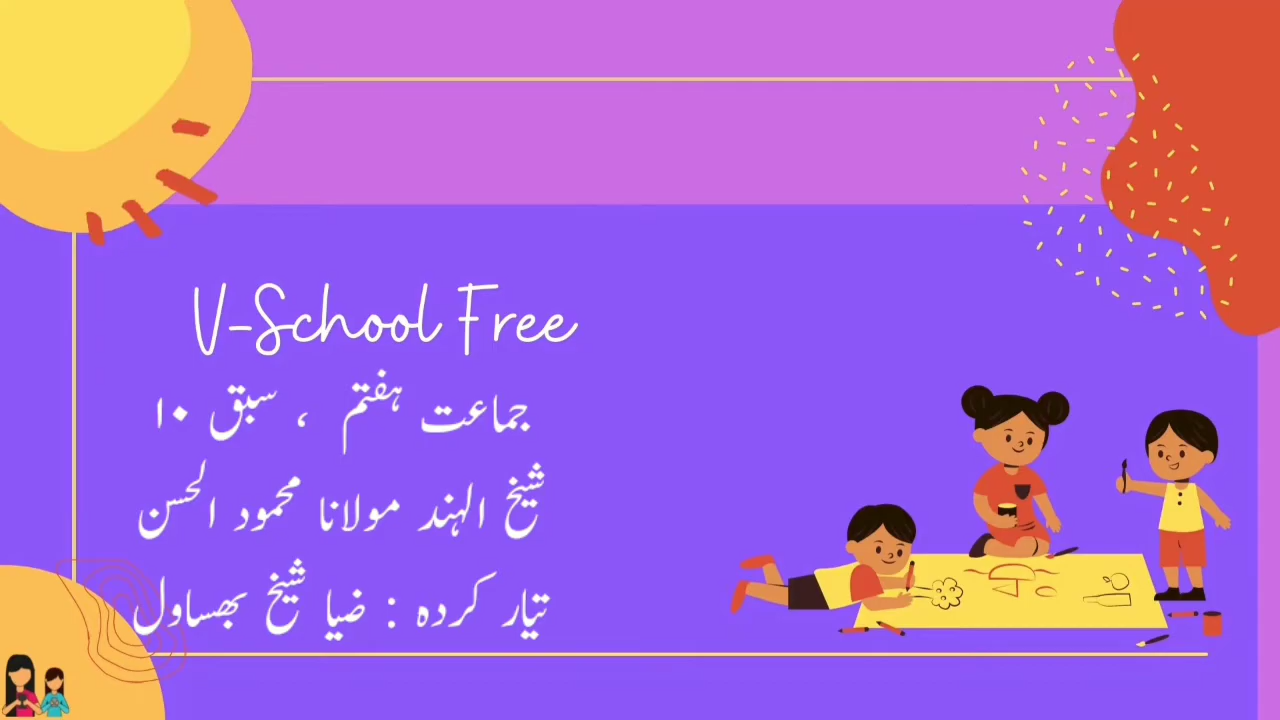 V-School Free
جماعت ہفتم ، سبق ۱۰
شیخ الہند مولانا محمود الحسن
تیار کردہ : ضیا شیخ بھساول